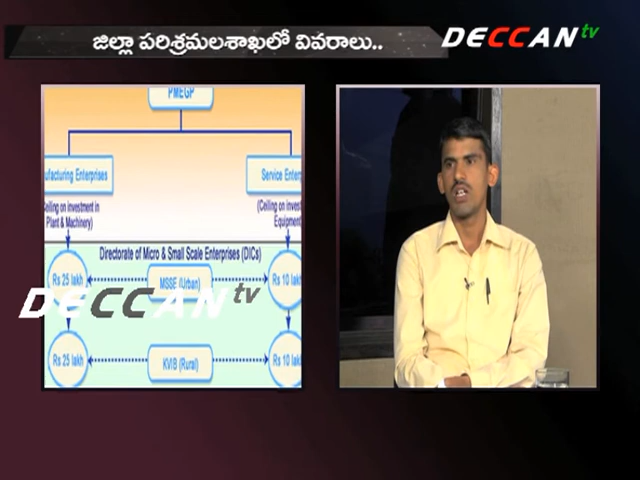 జిల్లా పరిశ్రమలశాఖలో వివరాలు..
DECCAN tv
PMEGP
ufacturing Enterprises
Service Enterp
Ceiling on investment in
Plant & Machinery)
(Ceiling on invest
Equipment
Directorate of Micro & Small Scale Enterprises (DICs)
Rs 25 lakh
MSSE (Urban)
Rs 10 lakh
DECCAN tv
Rs 25 lakh
KVIB (Rural)
Rs 10 lakh